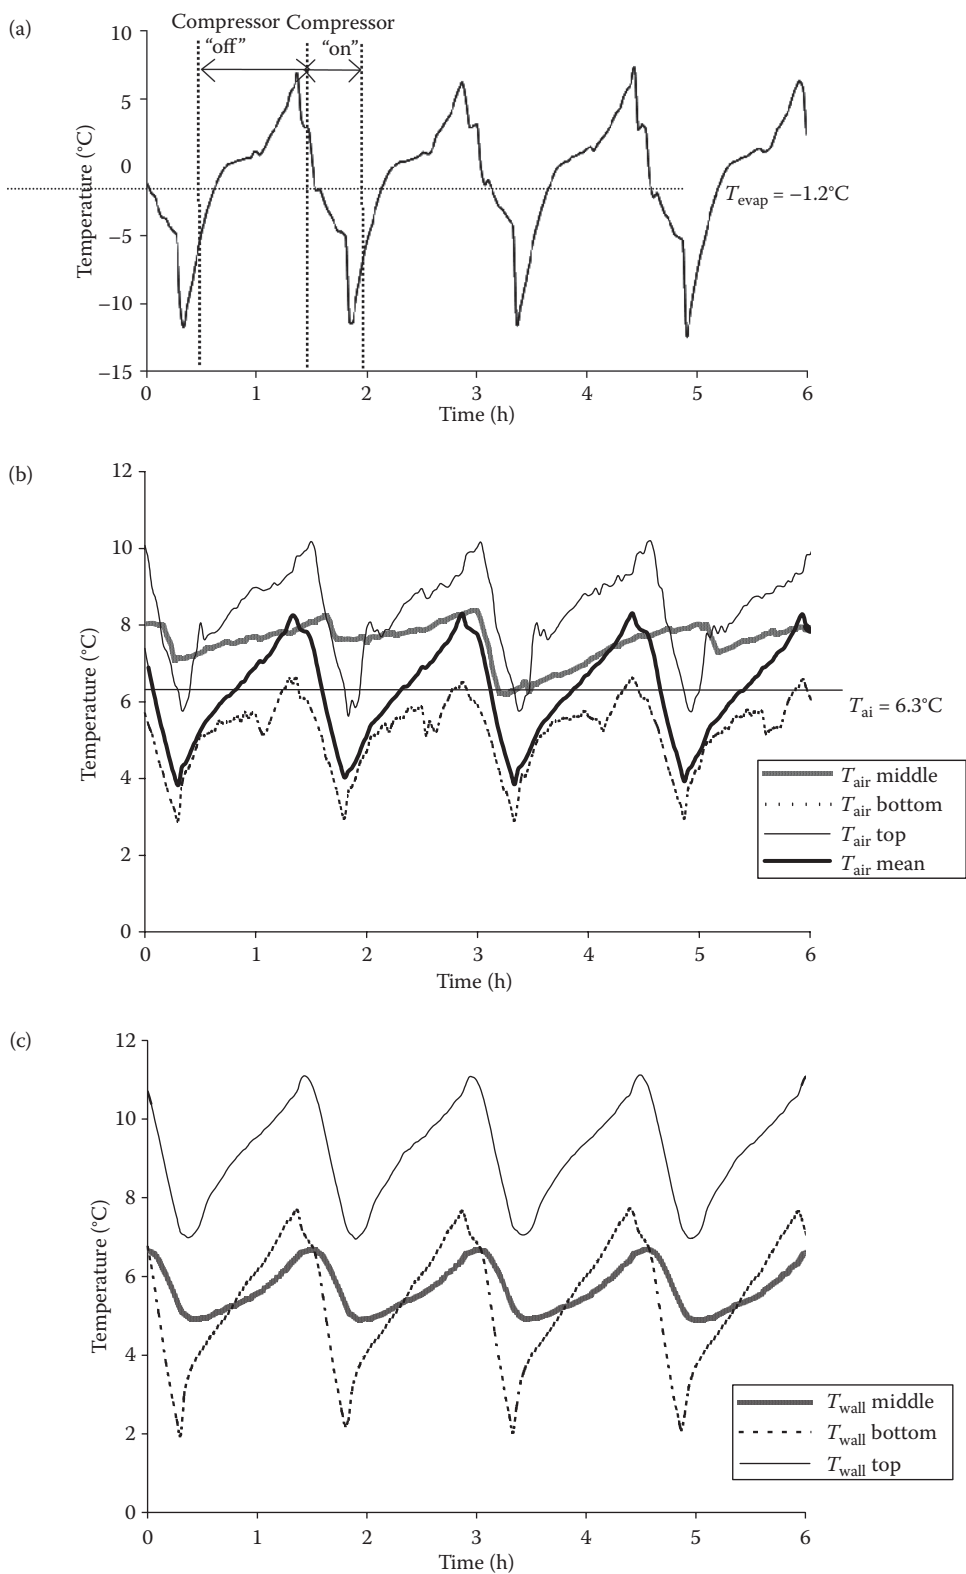 (a)
Compressor Compressor
“off” “on”
10
5
0
−5
−10
−15
Temperature (°C)
T_evap = −1.2°C
0 1 2 3 4 5 6
Time (h)
(b)
12
10
8
6
4
2
0
Temperature (°C)
T_ai = 6.3°C
T_air middle
T_air bottom
T_air top
T_air mean
0 1 2 3 4 5 6
Time (h)
(c)
12
10
8
6
4
2
0
Temperature (°C)
T_wall middle
T_wall bottom
T_wall top
0 1 2 3 4 5 6
Time (h)